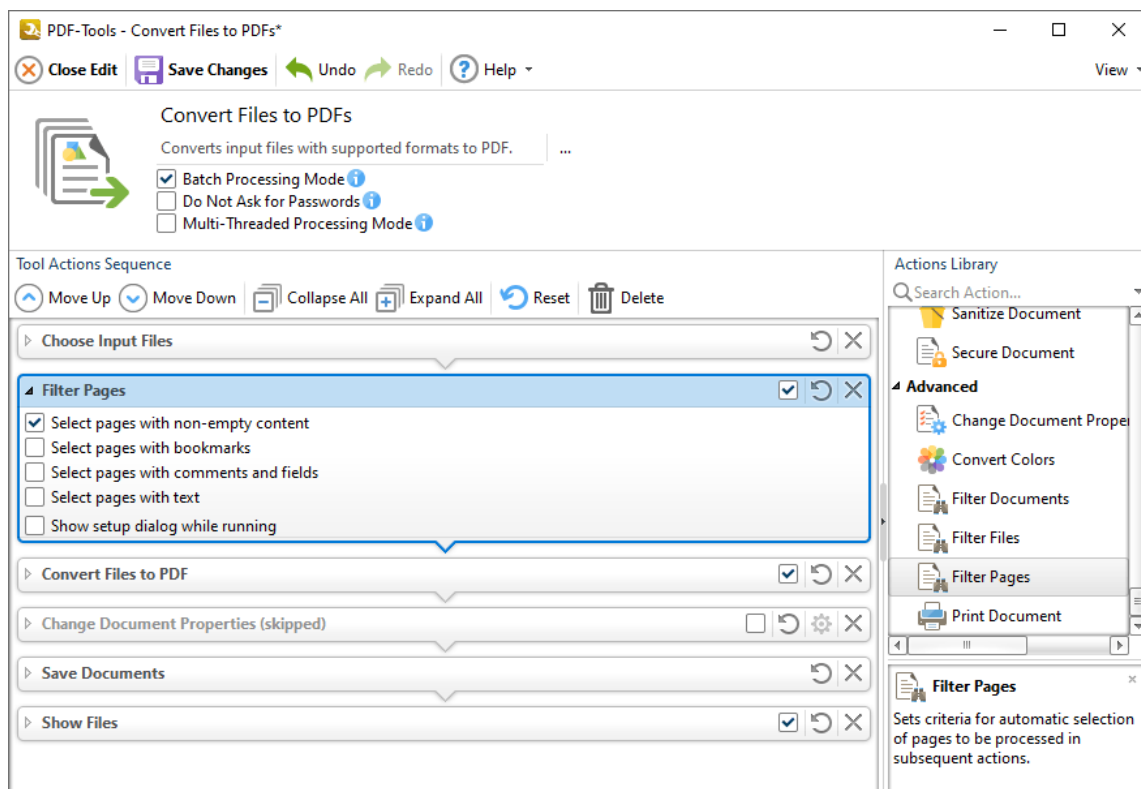 PDF-Tools - Convert Files to PDFs*
Close Edit Save Changes Undo Redo ? Help View
Convert Files to PDFs
Converts input files with supported formats to PDF. ...
Batch Processing Mode i
Do Not Ask for Passwords i
Multi-Threaded Processing Mode i
Tool Actions Sequence
Move Up Move Down Collapse All Expand All Reset Delete
Choose Input Files
Filter Pages
Select pages with non-empty content
Select pages with bookmarks
Select pages with comments and fields
Select pages with text
Show setup dialog while running
Convert Files to PDF
Change Document Properties (skipped)
Save Documents
Show Files
Actions Library
Search Action...
Sanitize Document
Secure Document
Advanced
Change Document Proper
Convert Colors
Filter Documents
Filter Files
Filter Pages
Print Document
Filter Pages
Sets criteria for automatic selection
of pages to be processed in
subsequent actions.